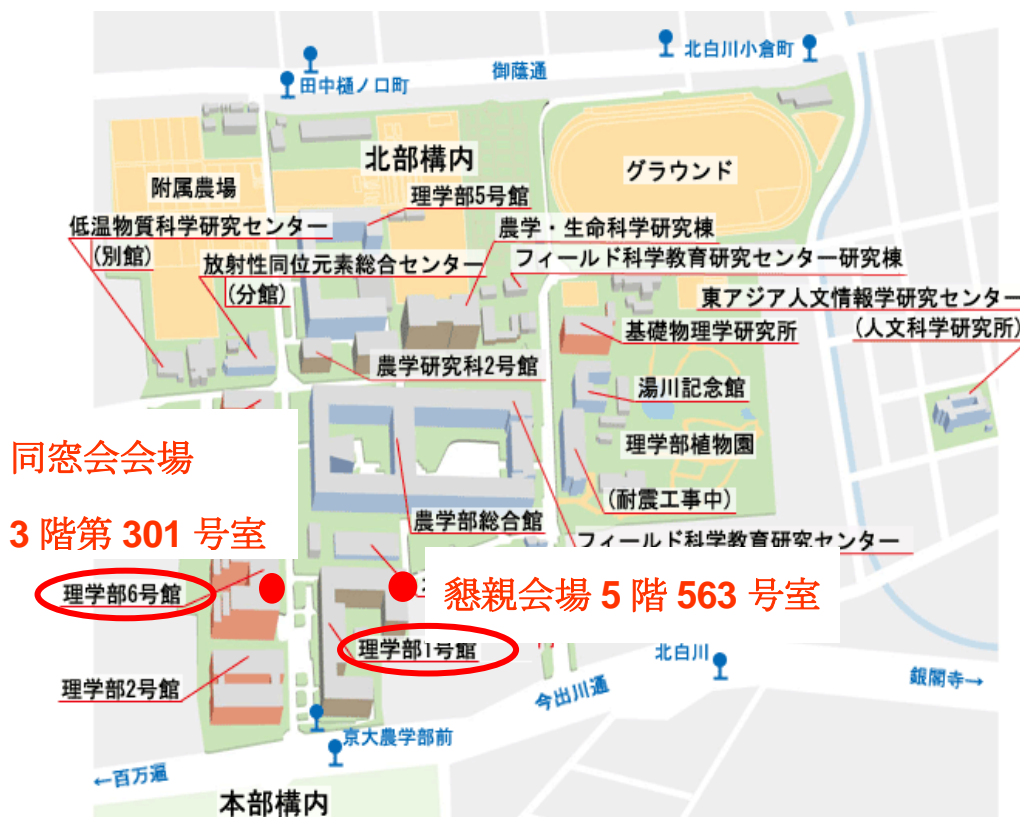 北白川小倉町
御蔭通
田中樋ノ口町
北部構内
グラウンド
附属農場
理学部5号館
低温物質科学研究センター
(別館)
農学・生命科学研究棟
放射性同位元素総合センター
(分館)
フィールド科学教育研究センター研究棟
東アジア人文情報学研究センター
(人文科学研究所)
基礎物理学研究所
農学研究科2号館
湯川記念館
理学部植物園
同窓会会場
3 階第 301 号室
(耐震工事中)
農学部総合館
フィールド科学教育研究センター
理学部6号館
懇親会場 5 階 563 号室
理学部1号館
北白川
理学部2号館
銀閣寺→
今出川通
京大農学部前
←百万遍
本部構内